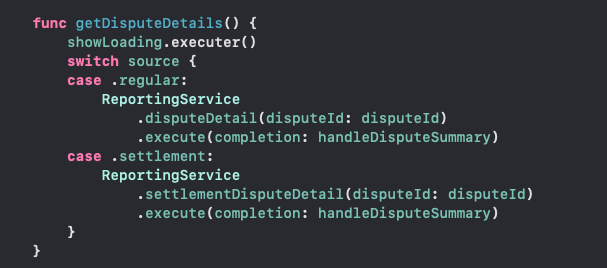 func getDisputeDetails() {
    showLoading.executer()
    switch source {
    case .regular:
        ReportingService
            .disputeDetail(disputeId: disputeId)
            .execute(completion: handleDisputeSummary)
    case .settlement:
        ReportingService
            .settlementDisputeDetail(disputeId: disputeId)
            .execute(completion: handleDisputeSummary)
    }
}